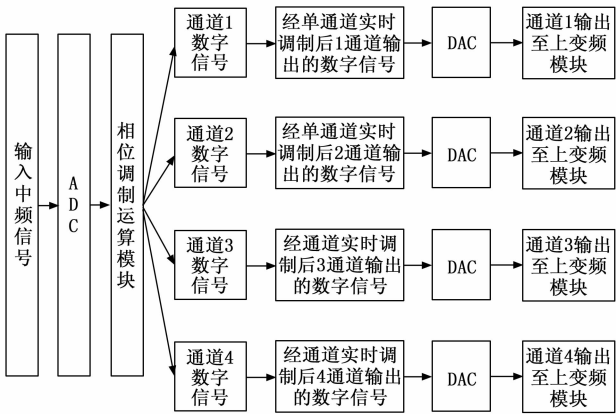 输入中频信号
ADC
相位调制运算模块
通道1
数字
信号
经单通道实时
调制后1通道输
出的数字信号
DAC
通道1输出
至上变频
模块
通道2
数字
信号
经单通道实时
调制后2通道输
出的数字信号
DAC
通道2输出
至上变频
模块
通道3
数字
信号
经通道实时调
制后3通道输出
的数字信号
DAC
通道3输出
至上变频
模块
通道4
数字
信号
经通道实时调
制后4通道输出
的数字信号
DAC
通道4输出
至上变频
模块